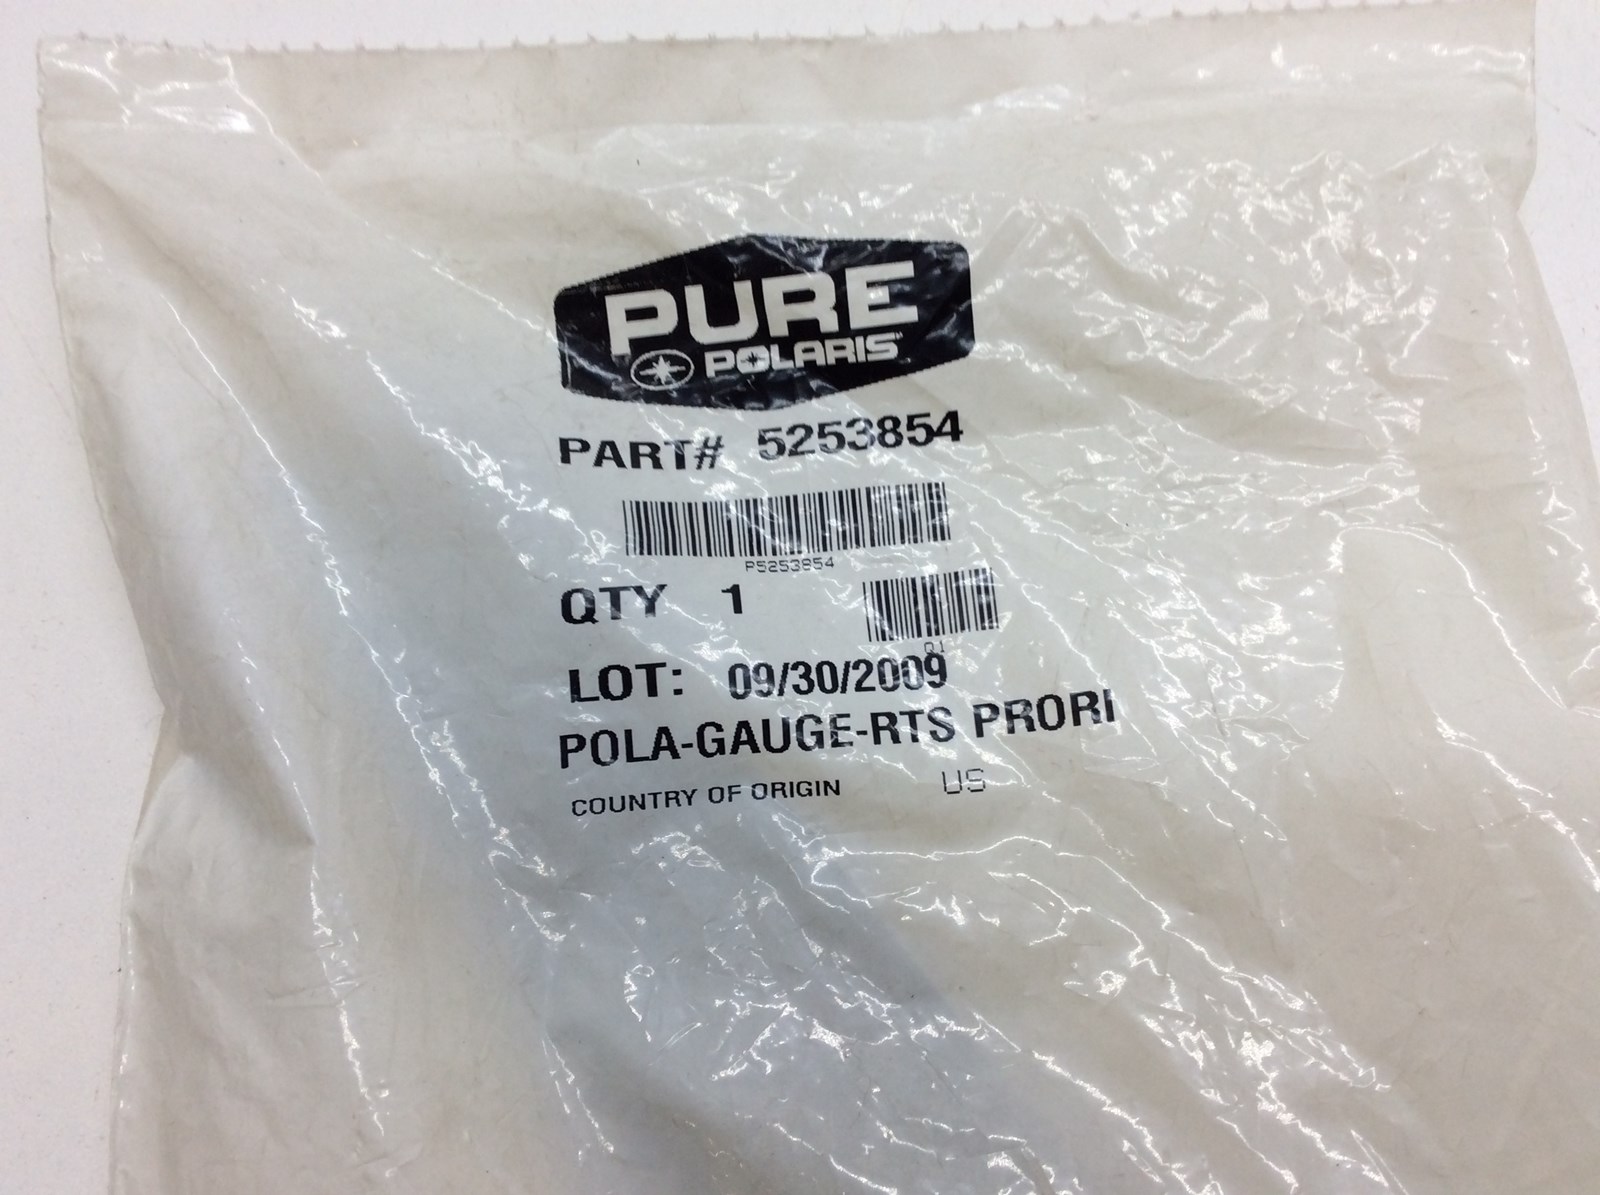 PURE
POLARIS
PART# 5253854
P5253854
QTY 1
Q1
LOT: 09/30/2009
POLA-GAUGE-RTS PRORI
COUNTRY OF ORIGIN US